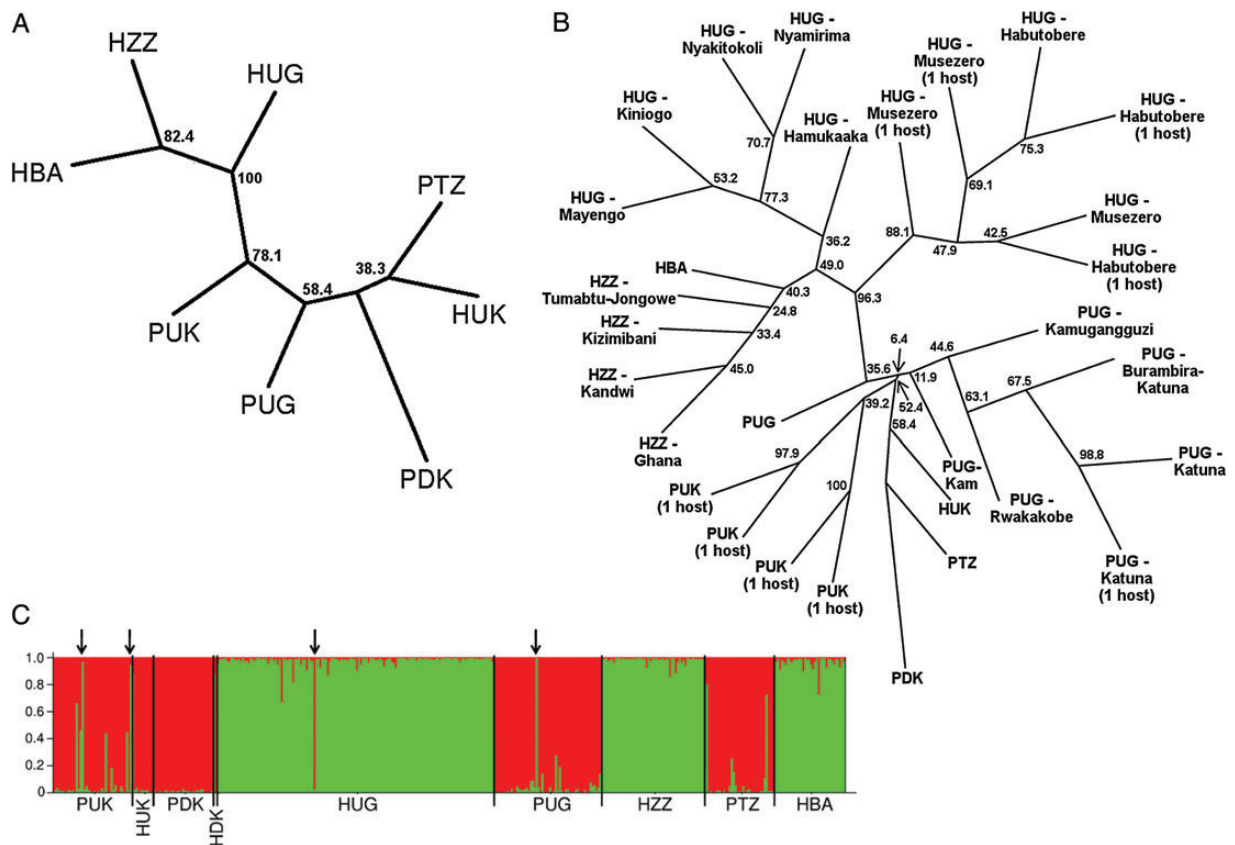 A
HZZ
HUG
82.4
HBA
100
PTZ
78.1
38.3
58.4
HUK
PUK
PUG
PDK
B
HUG -
Nyamirima
HUG -
Nyakitokoli
HUG -
Habutobere
HUG -
Musezero
(1 host)
HUG -
Kiniogo
HUG -
Hamukaaka
HUG -
Musezero
(1 host)
HUG -
Habutobere
(1 host)
70.7
75.3
53.2
69.1
77.3
HUG -
Mayengo
HUG -
Musezero
88.1
42.5
36.2
47.9
HUG -
Habutobere
(1 host)
49.0
HBA
40.3
96.3
HZZ -
Tumabtu-Jongowe
24.8
HZZ -
Kizimibani
33.4
PUG -
Kamugangguzi
6.4
44.6
PUG -
Burambira-
Katuna
HZZ -
Kandwi
45.0
35.6
11.9
67.5
39.2
52.4
63.1
PUG
58.4
HZZ -
Ghana
97.9
98.8
PUG -
Katuna
PUG-
Kam
PUK
(1 host)
100
HUK
PUG -
Rwakakobe
PUK
(1 host)
PTZ
PUG -
Katuna
(1 host)
PUK
(1 host)
PUK
(1 host)
PDK
C
1.0
0.8
0.6
0.4
0.2
0
PUK
HUK
PDK
HDK
HUG
PUG
HZZ
PTZ
HBA